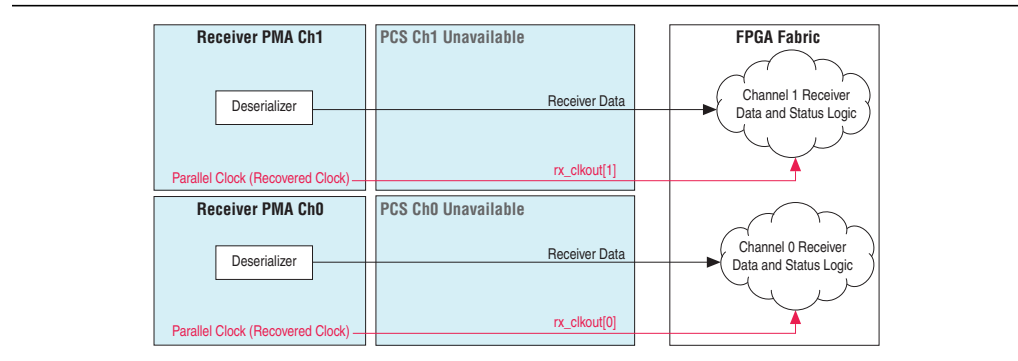 Receiver PMA Ch1
PCS Ch1 Unavailable
FPGA Fabric
Deserializer
Receiver Data
Channel 1 Receiver
Data and Status Logic
Parallel Clock (Recovered Clock)
rx_clkout[1]
Receiver PMA Ch0
PCS Ch0 Unavailable
Deserializer
Receiver Data
Channel 0 Receiver
Data and Status Logic
Parallel Clock (Recovered Clock)
rx_clkout[0]